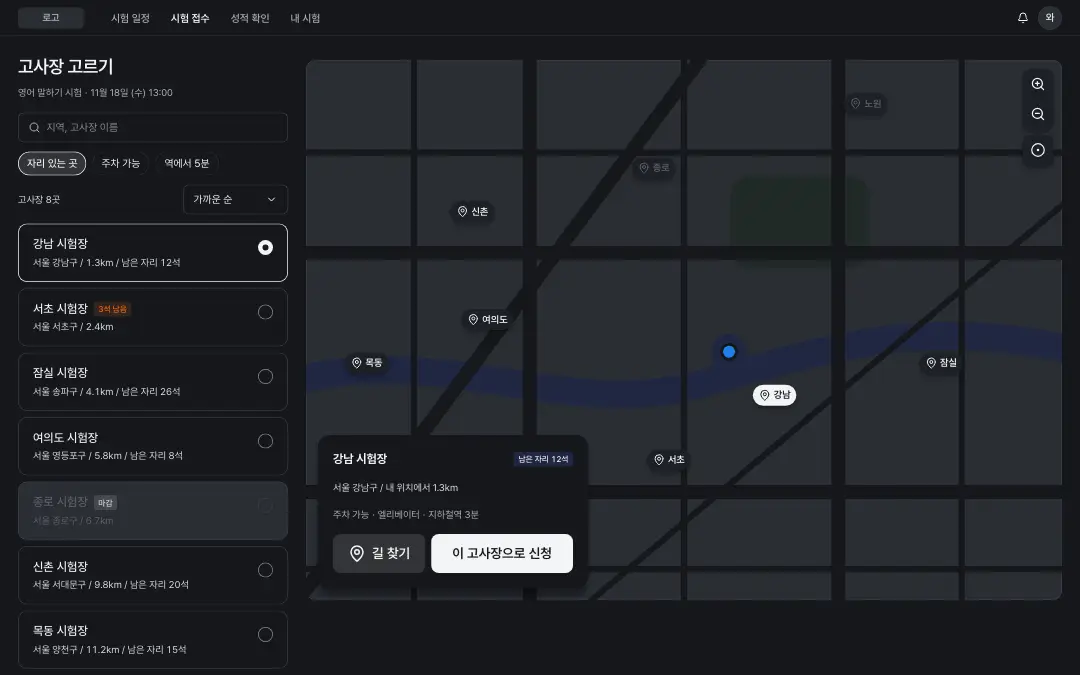 로고
시험 일정
시험 접수
성적 확인
내 시험
와
고사장 고르기
영어 말하기 시험 · 11월 18일 (수) 13:00
지역, 고사장 이름
자리 있는 곳
주차 가능
역에서 5분
고사장 8곳
가까운 순
강남 시험장
서울 강남구 / 1.3km / 남은 자리 12석
서초 시험장 3석 남음
서울 서초구 / 2.4km
잠실 시험장
서울 송파구 / 4.1km / 남은 자리 26석
여의도 시험장
서울 영등포구 / 5.8km / 남은 자리 8석
종로 시험장 마감
서울 종로구 / 6.7km
신촌 시험장
서울 서대문구 / 9.8km / 남은 자리 20석
목동 시험장
서울 양천구 / 11.2km / 남은 자리 15석
노원
종로
신촌
여의도
목동
잠실
강남
서초
강남 시험장
남은 자리 12석
서울 강남구 / 내 위치에서 1.3km
주차 가능 · 엘리베이터 · 지하철역 3분
길 찾기
이 고사장으로 신청